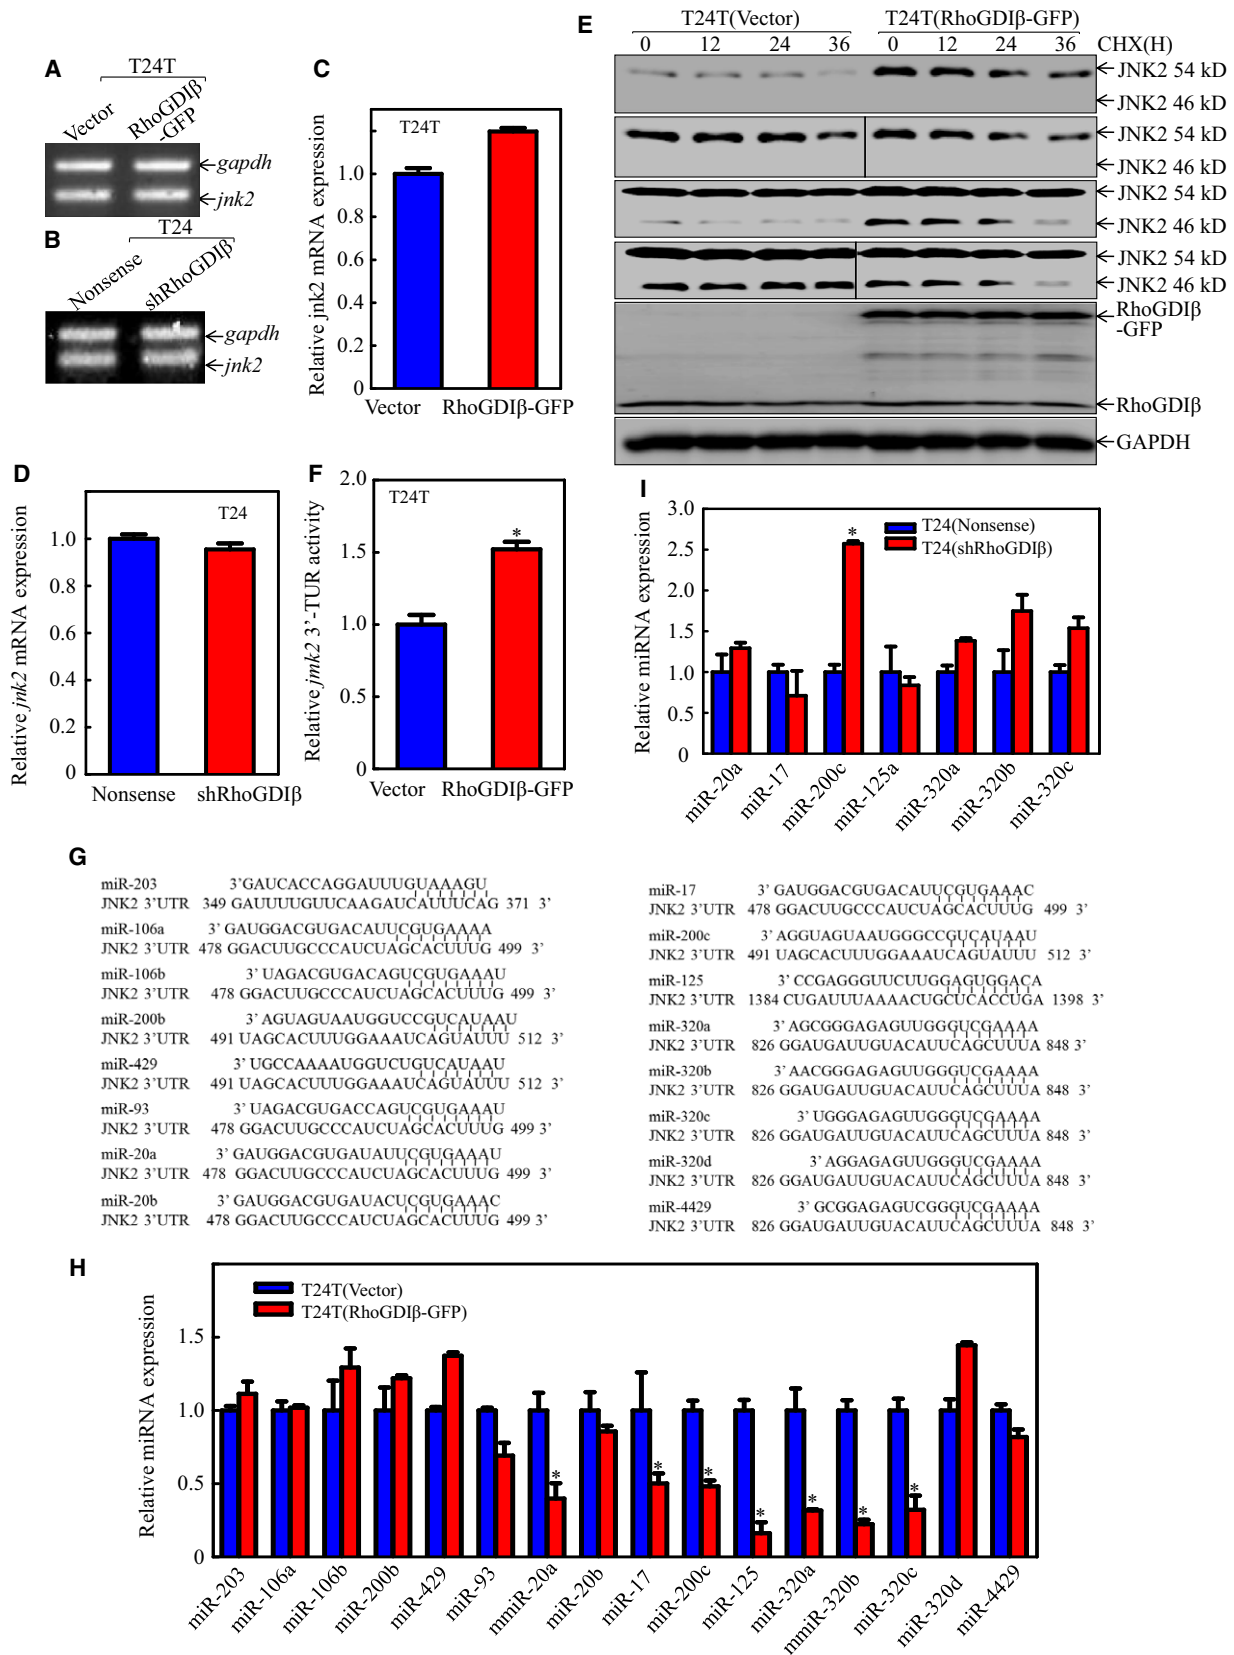 A
T24T
Vector
RhoGDIβ
-GFP
gapdh
jnk2
B
T24
Nonsense
shRhoGDIβ
gapdh
jnk2
C
Relative jnk2 mRNA expression
T24T
1.0
0.8
0.6
0.4
0.2
0
Vector RhoGDIβ-GFP
E
T24T(Vector) T24T(RhoGDIβ-GFP)
0 12 24 36 0 12 24 36 CHX(H)
JNK2 54 kD
JNK2 46 kD
JNK2 54 kD
JNK2 46 kD
JNK2 54 kD
JNK2 46 kD
JNK2 54 kD
JNK2 46 kD
RhoGDIβ
-GFP
RhoGDIβ
GAPDH
D
Relative jnk2 mRNA expression
T24
1.0
0.8
0.6
0.4
0.2
0
Nonsense shRhoGDIβ
F
Relative jmk2 3’-TUR activity
T24T
2.0
1.5
1.0
0.5
0
*
Vector RhoGDIβ-GFP
I
Relative miRNA expression
3.0
2.5
2.0
1.5
1.0
0.5
0
T24(Nonsense)
T24(shRhoGDIβ)
*
miR-20a
miR-17
miR-200c
miR-125a
miR-320a
miR-320b
miR-320c
G
miR-203 3'GAUCACCAGGAUUUGUAAAGU
JNK2 3’UTR 349 GAUUUUGUUCAAGAUCAUUUCAG 371 3’
miR-106a 3’ GAUGGACGUGACAUUCGUGAAAA
JNK2 3’UTR 478 GGACUUGCCCAUCUAGCACUUUG 499 3’
miR-106b 3’ UAGACGUGACAGUCGUGAAAU
JNK2 3’UTR 478 GGACUUGCCCAUCUAGCACUUUG 499 3’
miR-200b 3’ AGUAGUAAUGGUCCGUCAUAAU
JNK2 3’UTR 491 UAGCACUUUGGAAAUCAGUAUUU 512 3’
miR-429 3’ UGCCAAAAUGGUCUGUCAUAAU
JNK2 3’UTR 491 UAGCACUUUGGAAAUCAGUAUUU 512 3’
miR-93 3’ UAGACGUGACCAGUCGUGAAAU
JNK2 3’UTR 478 GGACUUGCCCAUCUAGCACUUUG 499 3’
miR-20a 3’ GAUGGACGUGAUAUUCGUGAAAU
JNK2 3’UTR 478 GGACUUGCCCAUCUAGCACUUUG 499 3’
miR-20b 3’ GAUGGACGUGAUACUCGUGAAAC
JNK2 3’UTR 478 GGACUUGCCCAUCUAGCACUUUG 499 3’
miR-17 3’ GAUGGACGUGACAUUCGUGAAAC
JNK2 3’UTR 478 GGACUUGCCCAUCUAGCACUUUG 499 3’
miR-200c 3’ AGGUAGUAAUGGGCCGUCAUAAU
JNK2 3’UTR 491 UAGCACUUUGGAAAUCAGUAUUU 512 3’
miR-125 3’ CCGAGGGUUCUUGGAGUGGACA
JNK2 3’UTR 1384 CUGAUUUAAAACUGCUCACCUGA 1398 3’
miR-320a 3’ AGCGGGAGAGUUGGGUCGAAAA
JNK2 3’UTR 826 GGAUGAUUGUACAUUCAGCUUUA 848 3’
miR-320b 3’ AACGGGAGAGUUGGGUCGAAAA
JNK2 3’UTR 826 GGAUGAUUGUACAUUCAGCUUUA 848 3’
miR-320c 3’ UGGGAGAGUUGGGUCGAAAA
JNK2 3’UTR 826 GGAUGAUUGUACAUUCAGCUUUA 848 3’
miR-320d 3’ AGGAGAGUUGGGUCGAAAA
JNK2 3’UTR 826 GGAUGAUUGUACAUUCAGCUUUA 848 3’
miR-4429 3’ GCGGAGAGUCGGGUCGAAAA
JNK2 3’UTR 826 GGAUGAUUGUACAUUCAGCUUUA 848 3’
H
Relative miRNA expression
T24T(Vector)
T24T(RhoGDIβ-GFP)
1.5
1.0
0.5
0
* * * * * * *
miR-203
miR-106a
miR-106b
miR-200b
miR-429
miR-93
mmiR-20a
miR-20b
miR-17
miR-200c
miR-125
miR-320a
mmiR-320b
miR-320c
miR-320d
miR-4429